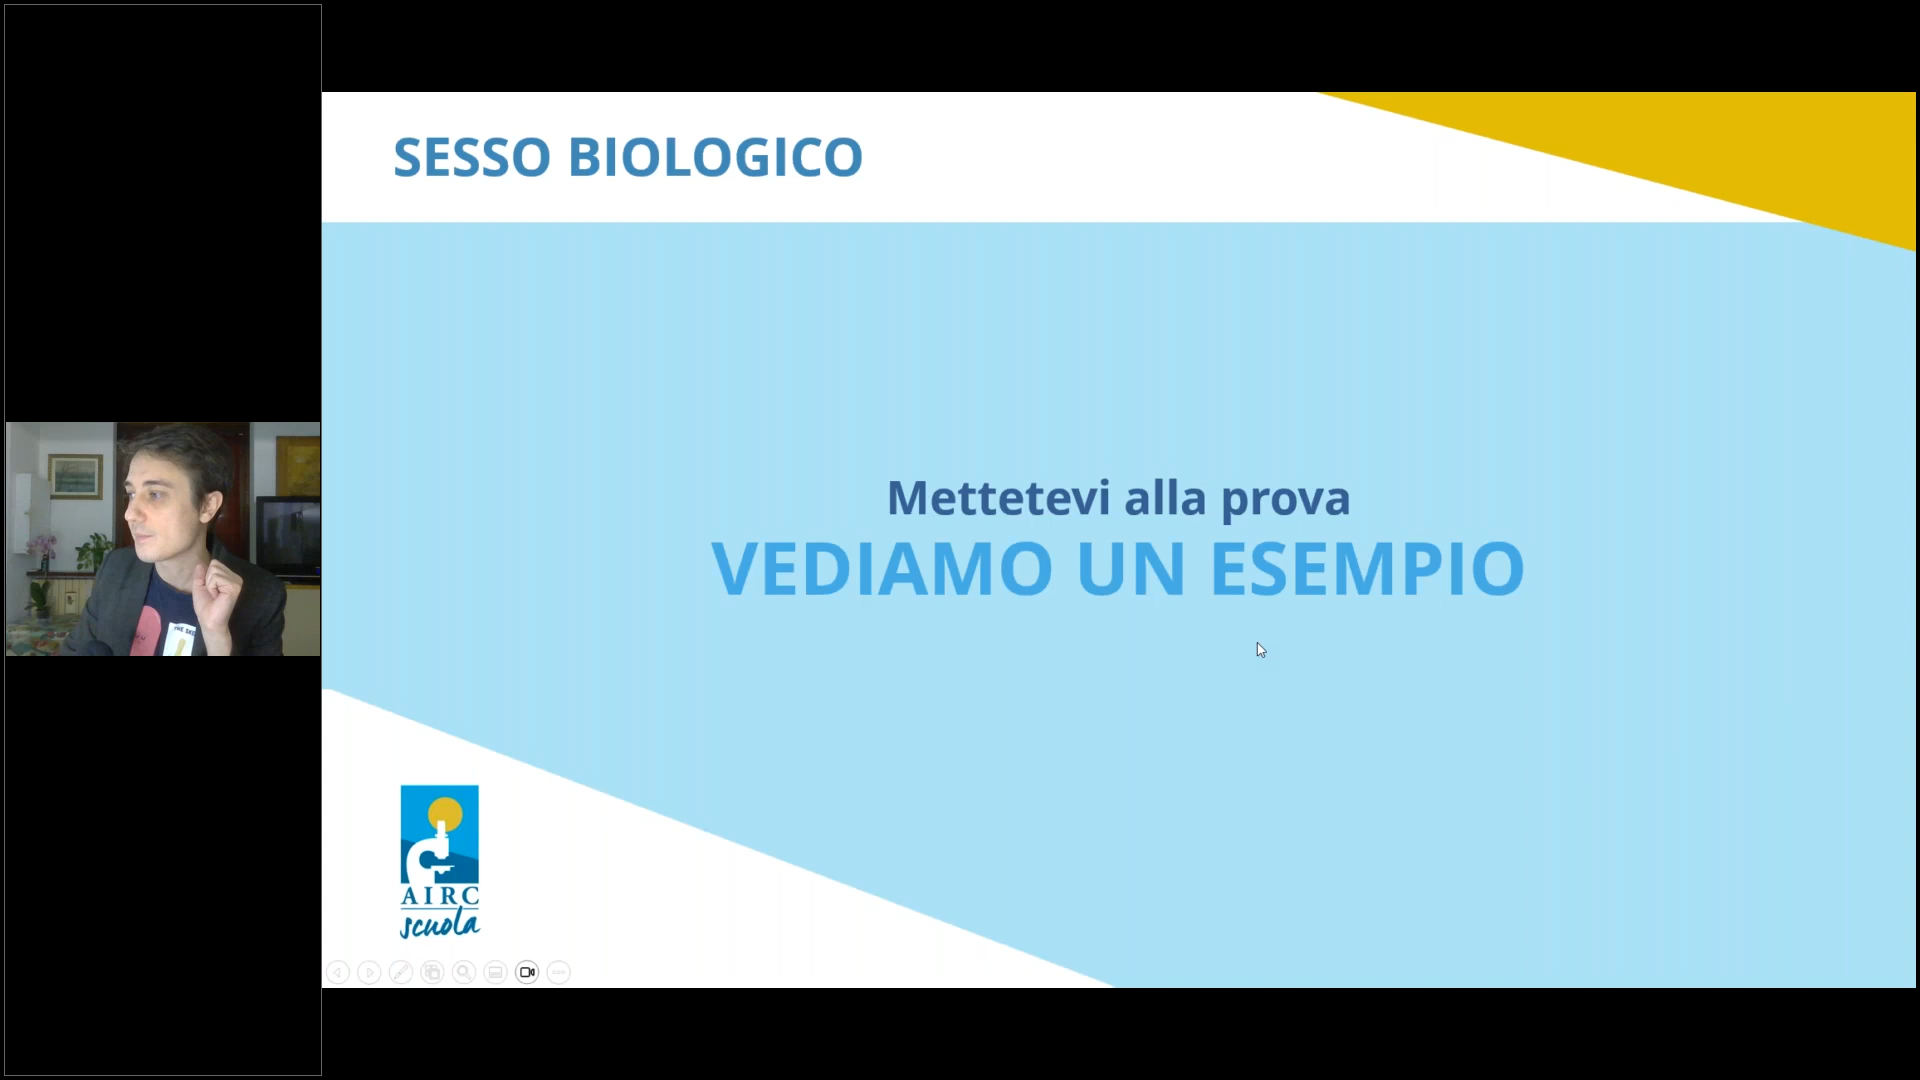 SESSO BIOLOGICO
Mettetevi alla prova
VEDIAMO UN ESEMPIO
AIRC
scuola